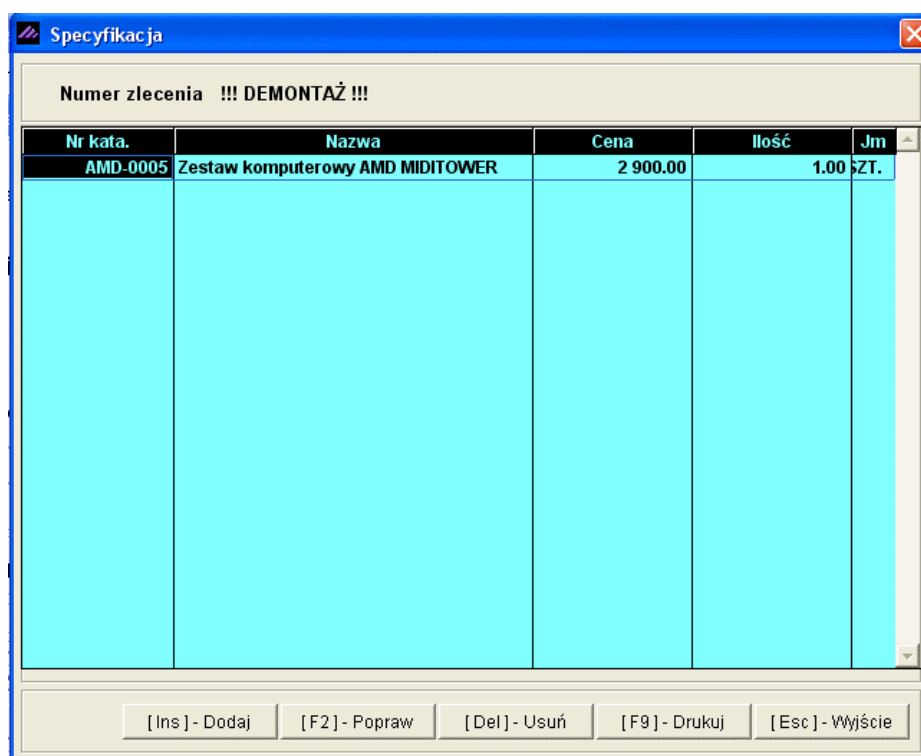 Specyfikacja
Numer zlecenia !!! DEMONTAŻ !!!
Nr kata. Nazwa Cena Ilość Jm
AMD-0005 Zestaw komputerowy AMD MIDITOWER 2 900.00 1.00 SZT.
[Ins]- Dodaj [F2]- Popraw [Del]- Usuń [F9]- Drukuj [Esc]- Wyjście